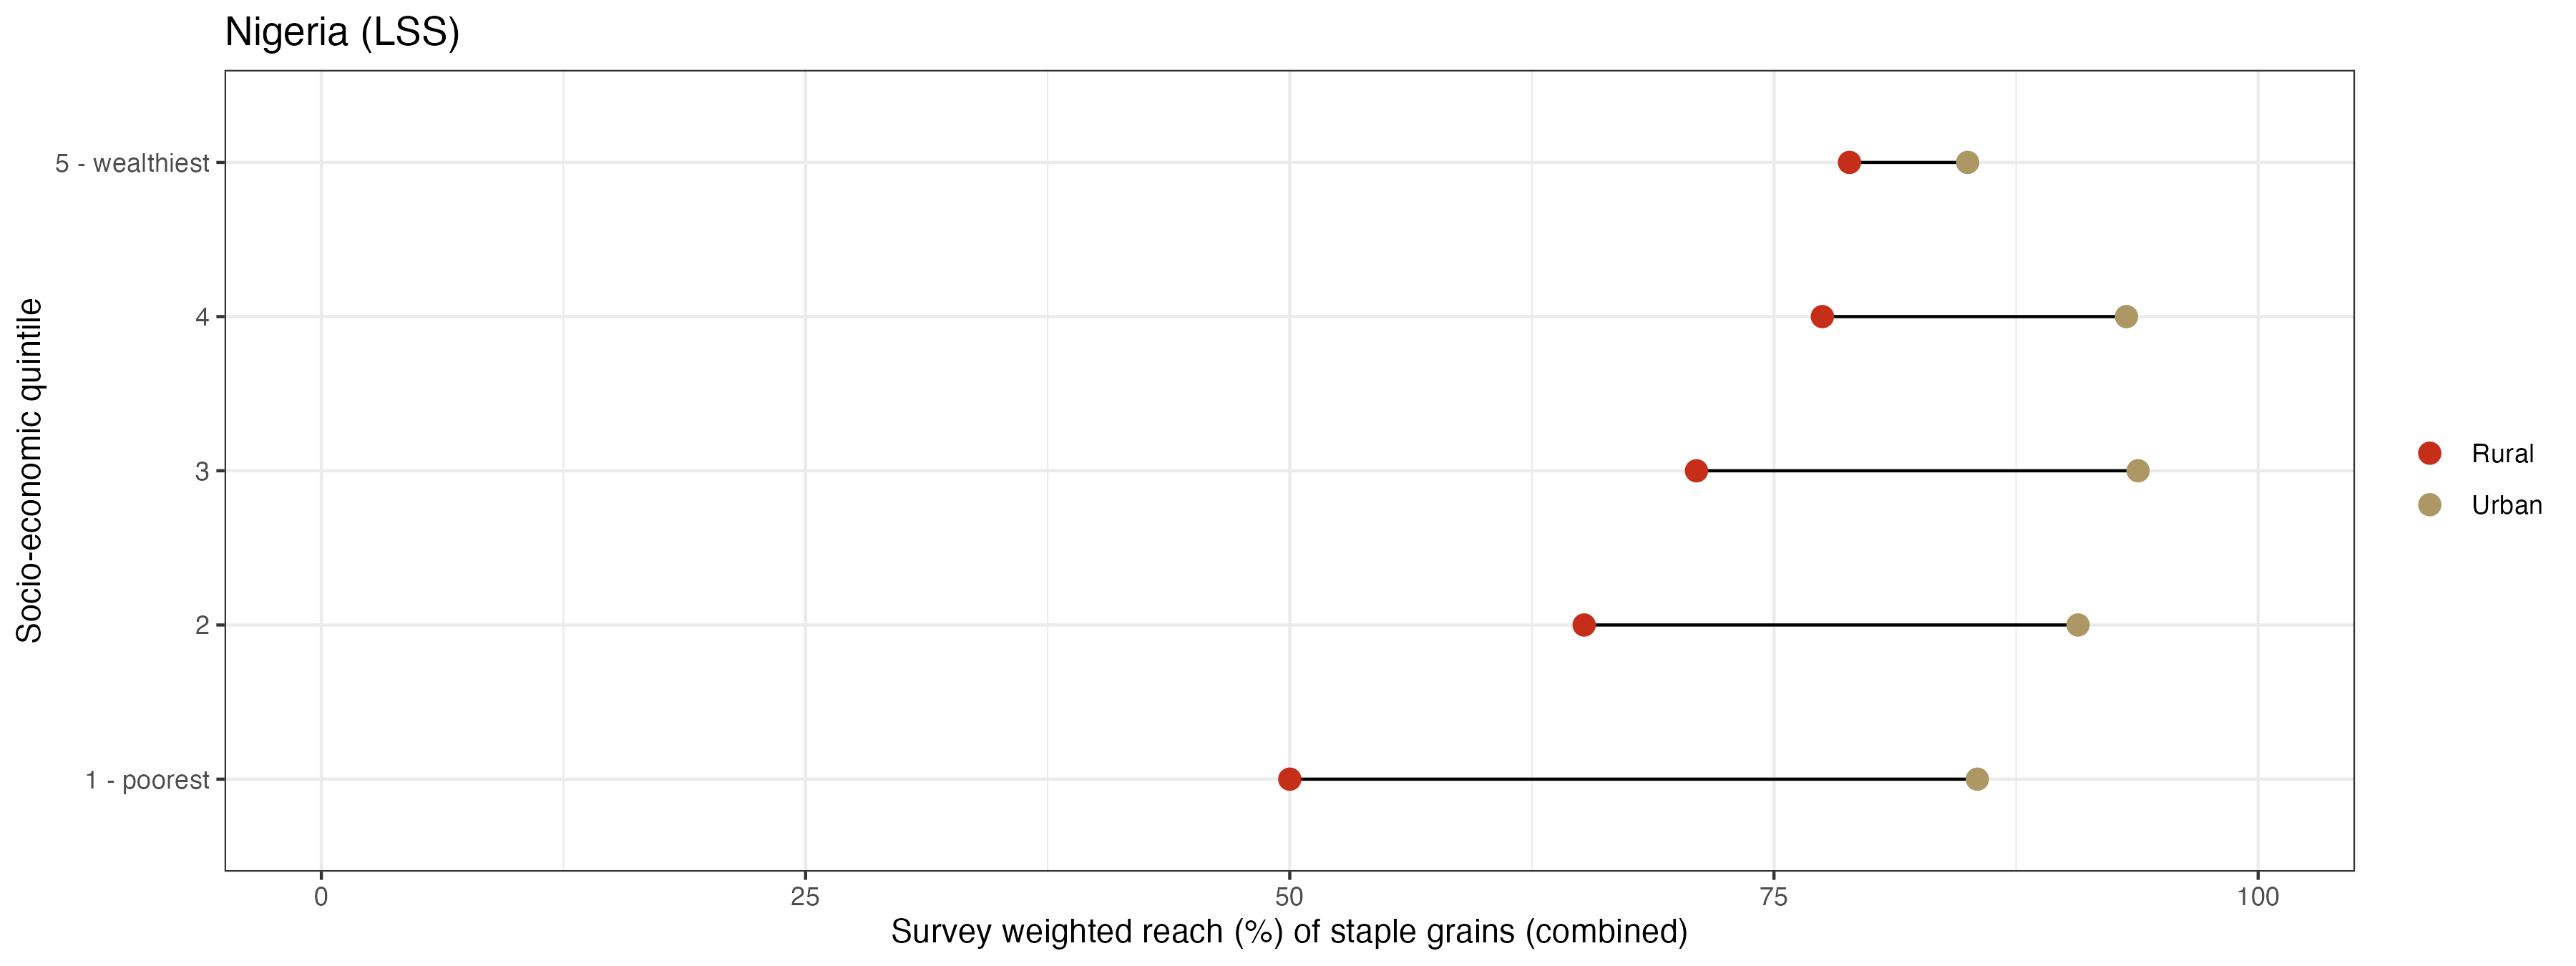 Nigeria (LSS)
Socio-economic quintile
5 - wealthiest
4
3
2
1 - poorest
0 25 50 75 100
Survey weighted reach (%) of staple grains (combined)
Rural
Urban